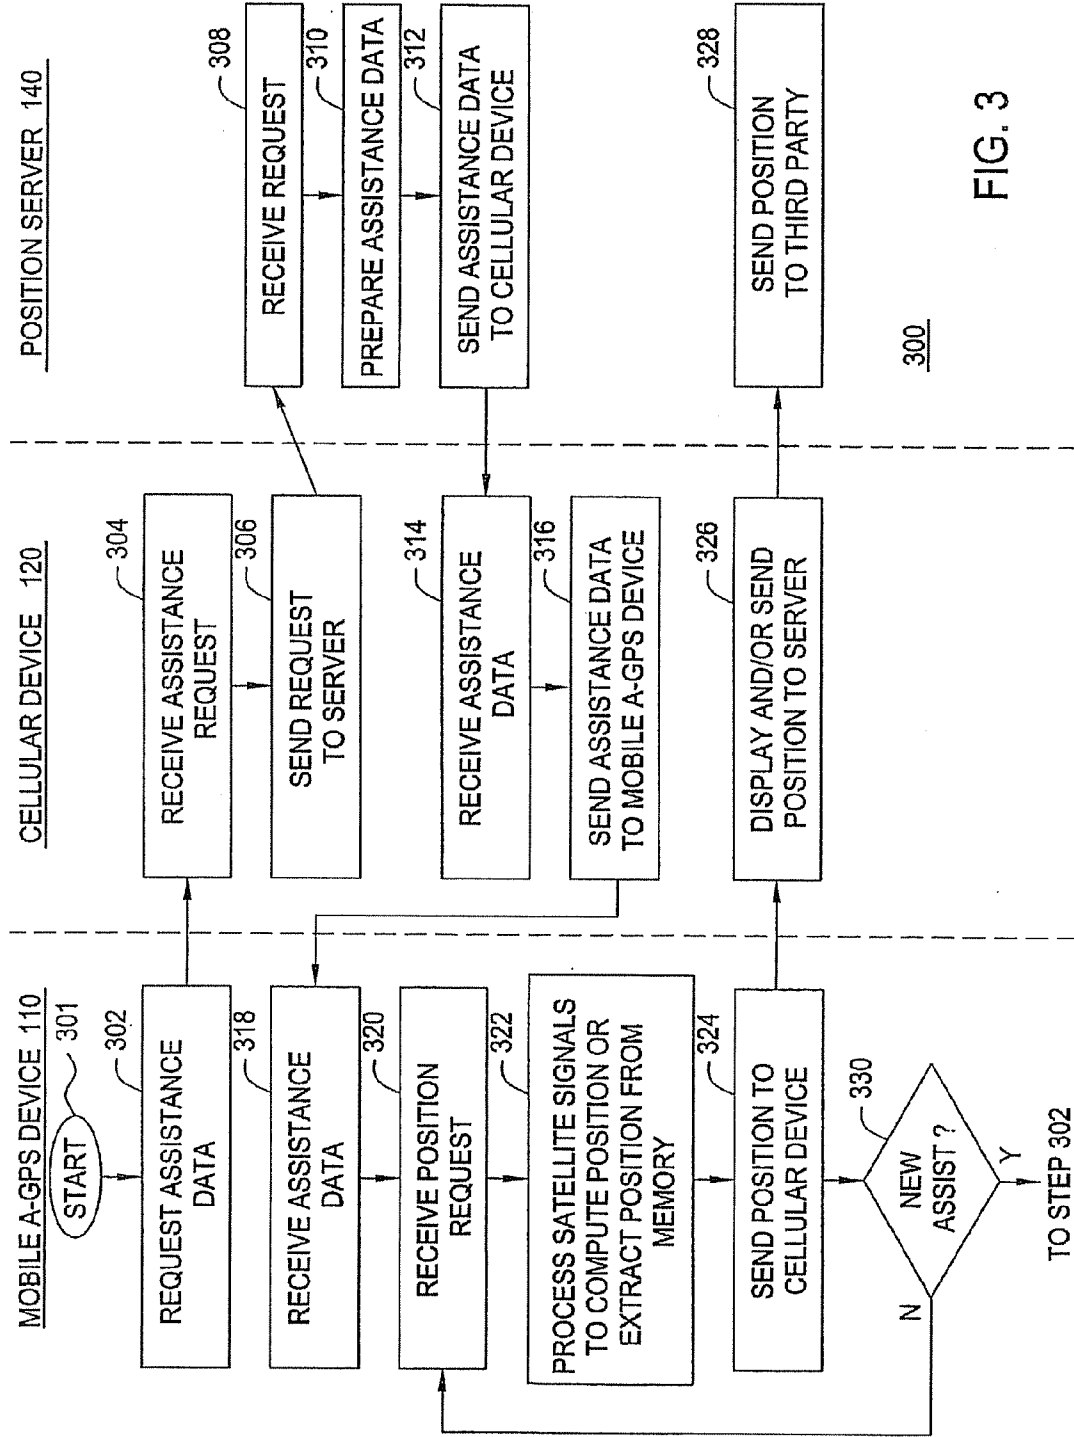 MOBILE A-GPS DEVICE 110
START
301
302
REQUEST ASSISTANCE
DATA
318
RECEIVE ASSISTANCE
DATA
320
RECEIVE POSITION
REQUEST
322
PROCESS SATELLITE SIGNALS
TO COMPUTE POSITION OR
EXTRACT POSITION FROM
MEMORY
324
SEND POSITION TO
CELLULAR DEVICE
330
NEW
ASSIST ?
N
Y
TO STEP 302
CELLULAR DEVICE 120
304
RECEIVE ASSISTANCE
REQUEST
306
SEND REQUEST
TO SERVER
314
RECEIVE ASSISTANCE
DATA
316
SEND ASSISTANCE DATA
TO MOBILE A-GPS DEVICE
326
DISPLAY AND/OR SEND
POSITION TO SERVER
POSITION SERVER 140
308
RECEIVE REQUEST
310
PREPARE ASSISTANCE DATA
312
SEND ASSISTANCE DATA
TO CELLULAR DEVICE
328
SEND POSITION
TO THIRD PARTY
300
FIG. 3